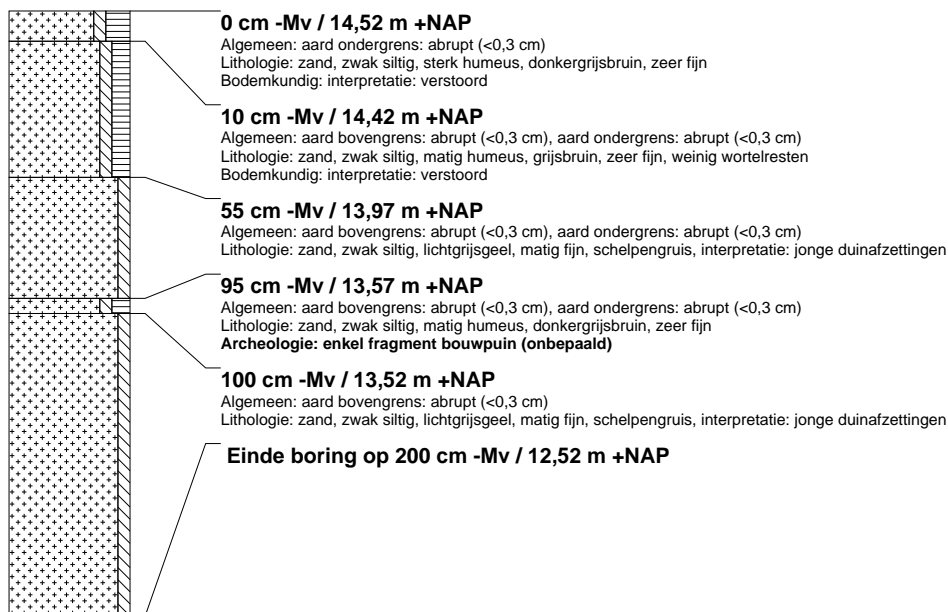 0 cm -Mv / 14,52 m +NAP
Algemeen: aard ondergrens: abrupt (<0,3 cm)
Lithologie: zand, zwak siltig, sterk humeus, donkergrijsbruin, zeer fijn
Bodemkundig: interpretatie: verstoord
10 cm -Mv / 14,42 m +NAP
Algemeen: aard bovengrens: abrupt (<0,3 cm), aard ondergrens: abrupt (<0,3 cm)
Lithologie: zand, zwak siltig, matig humeus, grijsbruin, zeer fijn, weinig wortelresten
Bodemkundig: interpretatie: verstoord
55 cm -Mv / 13,97 m +NAP
Algemeen: aard bovengrens: abrupt (<0,3 cm), aard ondergrens: abrupt (<0,3 cm)
Lithologie: zand, zwak siltig, lichtgrijsgeel, matig fijn, schelpengruis, interpretatie: jonge duinafzettingen
95 cm -Mv / 13,57 m +NAP
Algemeen: aard bovengrens: abrupt (<0,3 cm), aard ondergrens: abrupt (<0,3 cm)
Lithologie: zand, zwak siltig, matig humeus, donkergrijsbruin, zeer fijn
Archeologie: enkel fragment bouwpuin (onbepaald)
100 cm -Mv / 13,52 m +NAP
Algemeen: aard bovengrens: abrupt (<0,3 cm)
Lithologie: zand, zwak siltig, lichtgrijsgeel, matig fijn, schelpengruis, interpretatie: jonge duinafzettingen
Einde boring op 200 cm -Mv / 12,52 m +NAP